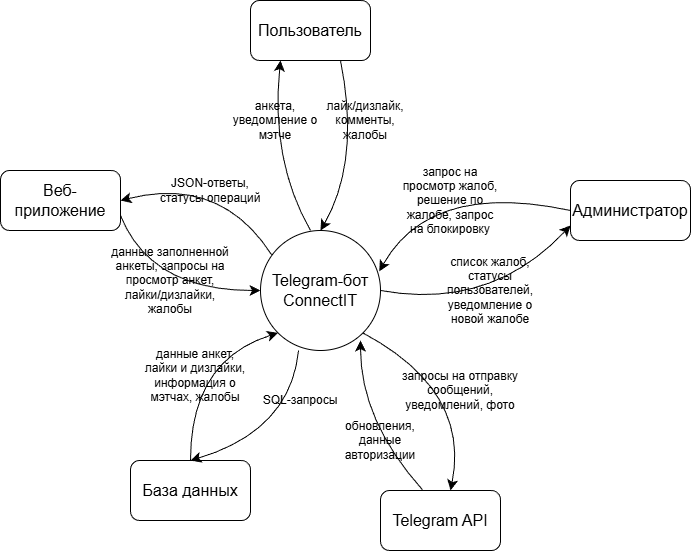 Пользователь
анкета,
уведомление о
мэтче
лайк/дизлайк,
комменты,
жалобы
JSON-ответы,
статусы операций
Веб-
приложение
запрос на
просмотр жалоб,
решение по
жалобе, запрос
на блокировку
Администратор
данные заполненной
анкеты, запросы на
просмотр анкет,
лайки/дизлайки,
жалобы
Telegram-бот
ConnectIT
список жалоб,
статусы
пользователей,
уведомление о
новой жалобе
данные анкет,
лайки и дизлайки,
информация о
мэтчах, жалобы
SQL-запросы
запросы на отправку
сообщений,
уведомлений, фото
обновления,
данные
авторизации
База данных
Telegram API